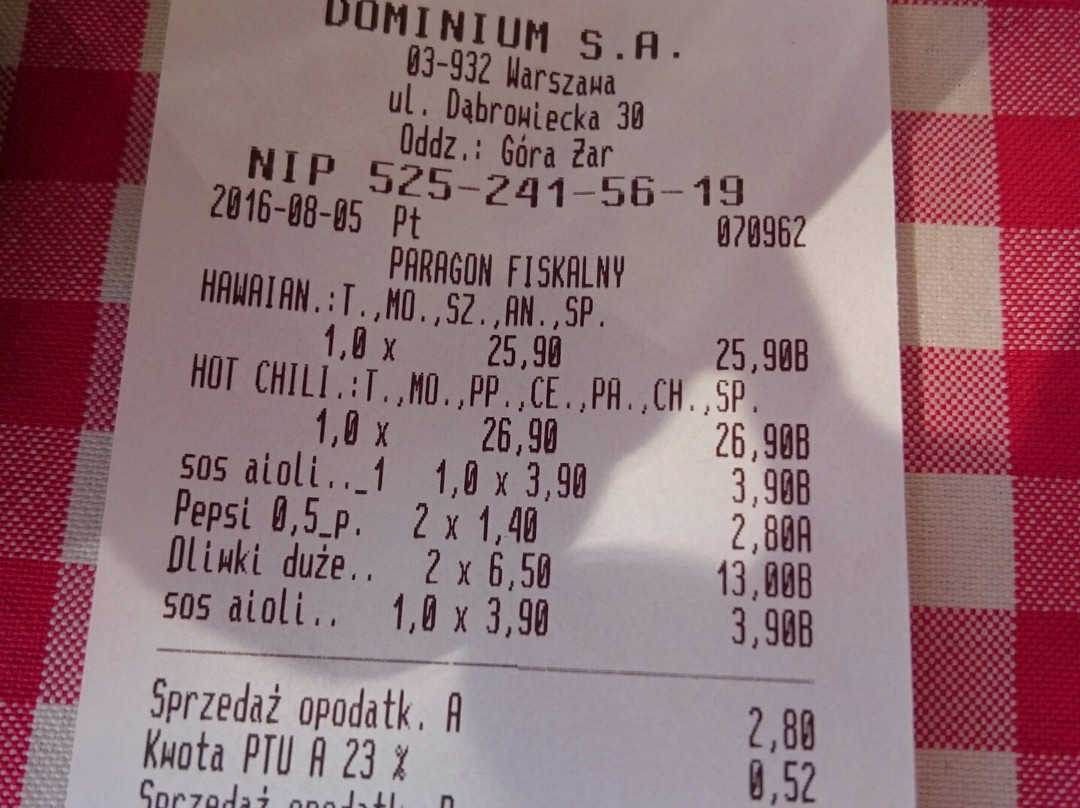 DOMINIUM S.A.
03-932 Warszawa
ul. Dąbrowiecka 30
Oddz.: Góra Żar
NIP 525-241-56-19
2016-08-05 Pt 070962
PARAGON FISKALNY
HAWAIAN.:T.,MO.,SZ.,AN.,SP.
1,0 x 25,90 25,90B
HOT CHILI.:T.,MO.,PP.,CE.,PA.,CH.,SP.
1,0 x 26,90 26,90B
sos aioli.._1 1,0 x 3,90 3,90B
Pepsi 0,5_p. 2 x 1,40 2,80A
Oliwki duże.. 2 x 6,50 13,00B
sos aioli.. 1,0 x 3,90 3,90B
Sprzedaż opodatk. A 2,80
Kwota PTU A 23 % 0,52
Sprzedaż opodatk. B